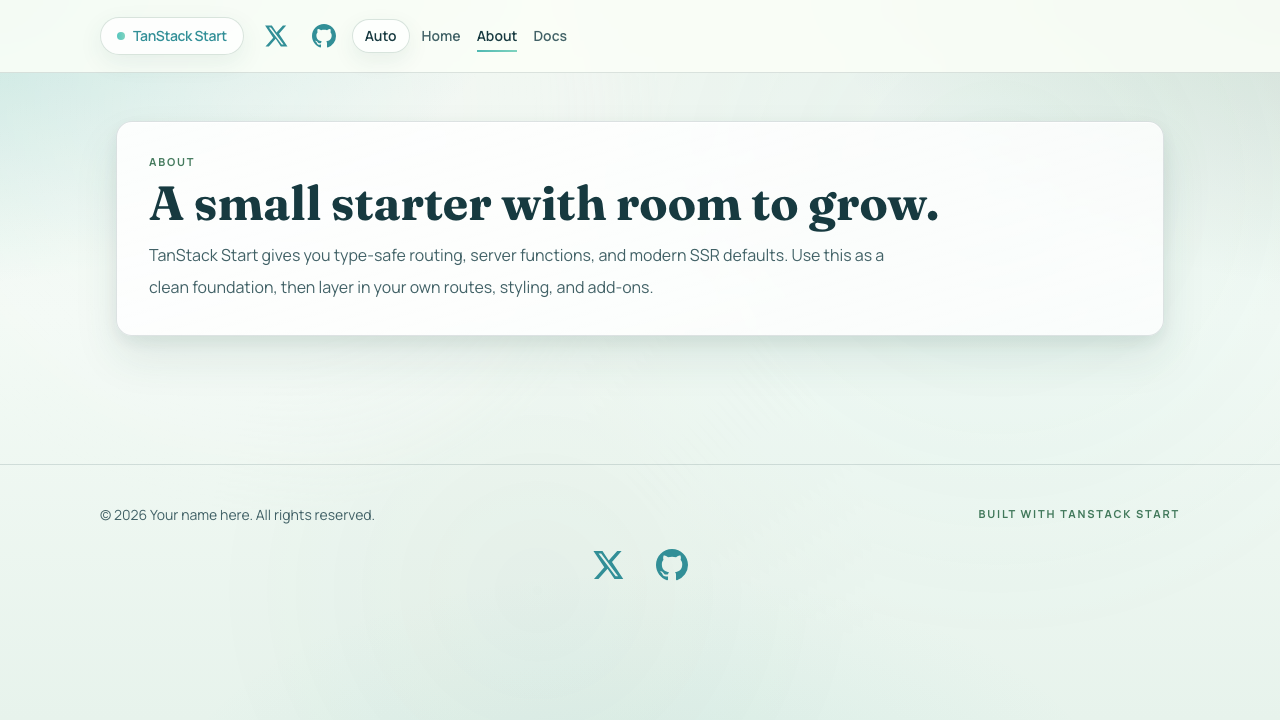 TanStack Start
Auto
Home
About
Docs
ABOUT
A small starter with room to grow.
TanStack Start gives you type-safe routing, server functions, and modern SSR defaults. Use this as a
clean foundation, then layer in your own routes, styling, and add-ons.
© 2026 Your name here. All rights reserved.
BUILT WITH TANSTACK START